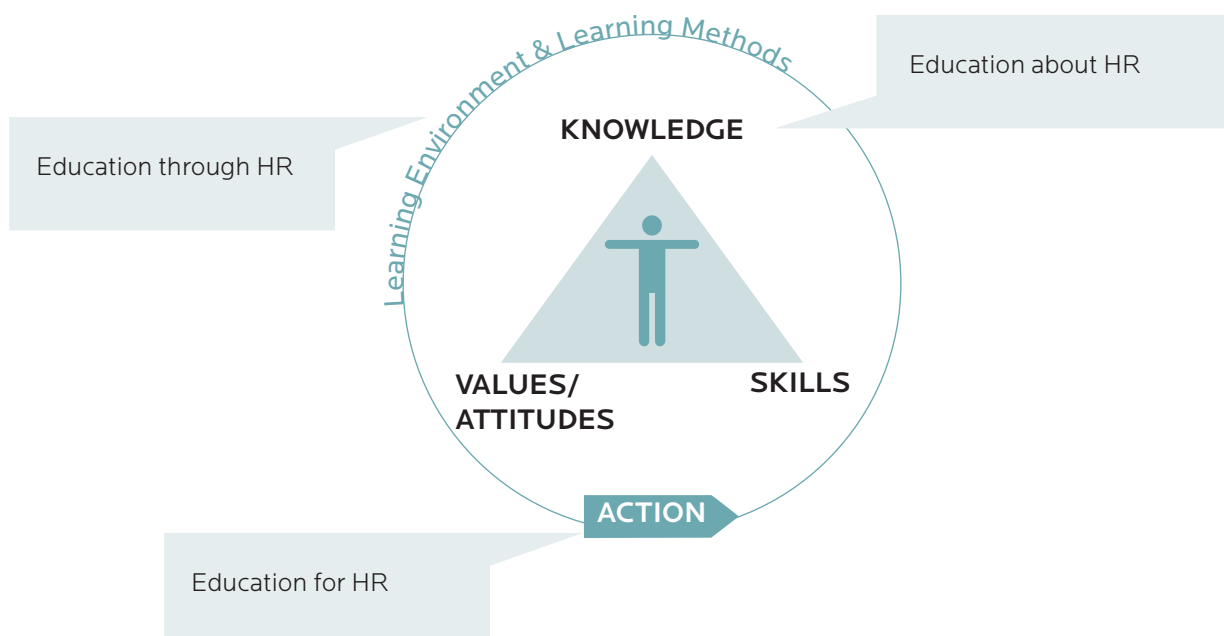 Learning Environment & Learning Methods
Education about HR
KNOWLEDGE
Education through HR
VALUES/
ATTITUDES
SKILLS
ACTION
Education for HR